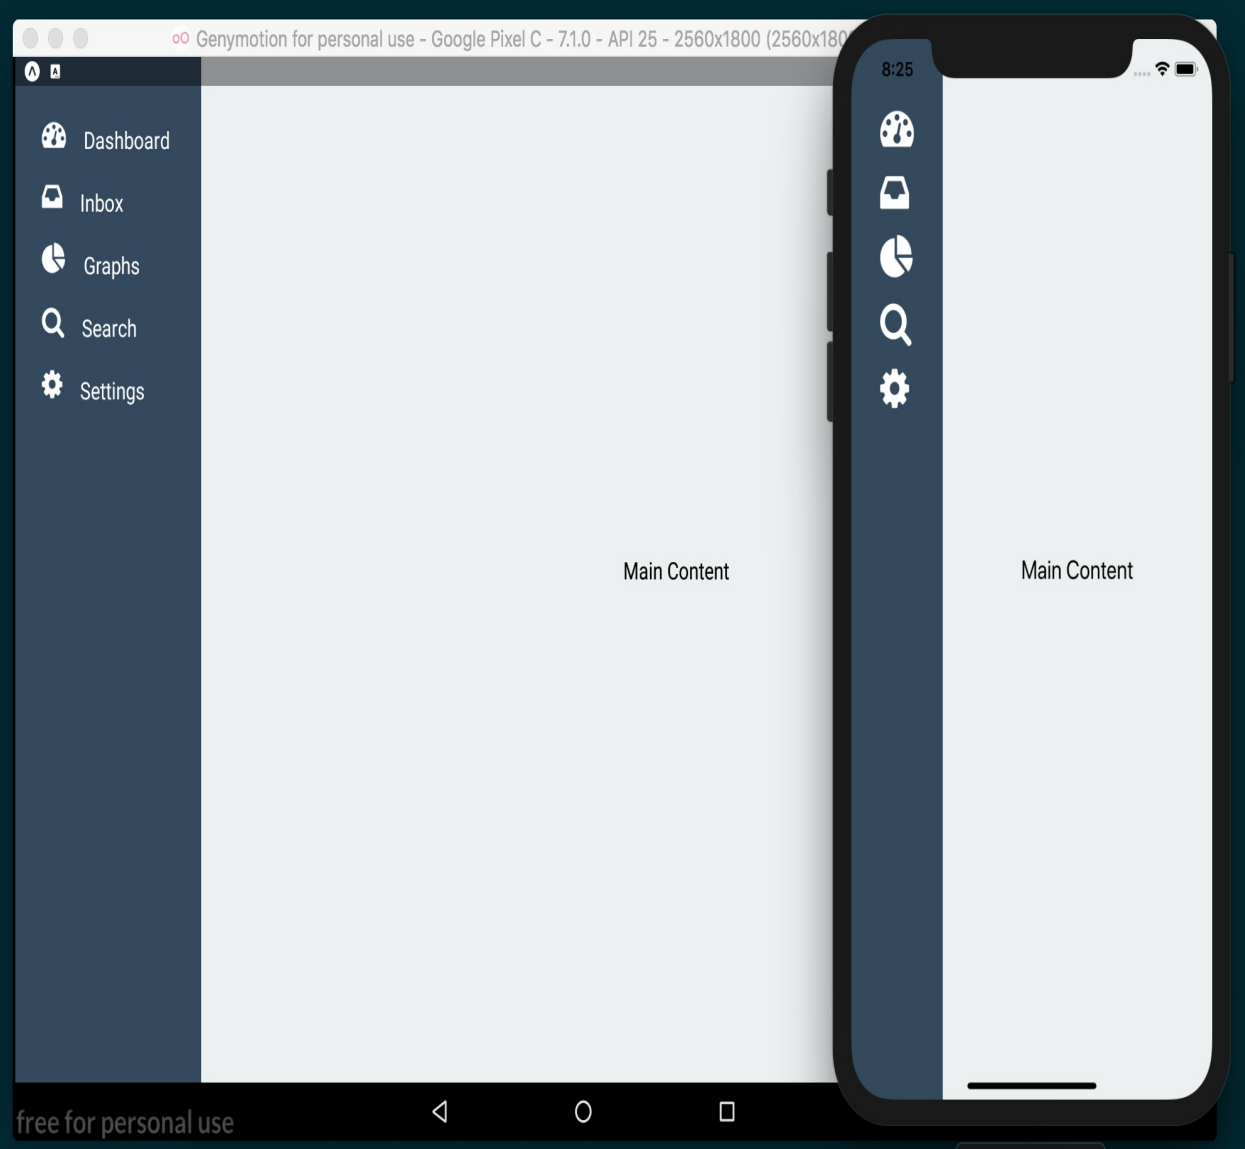 Genymotion for personal use - Google Pixel C - 7.1.0 - API 25 - 2560x1800 (2560x180
8:25
Dashboard
Inbox
Graphs
Search
Settings
Main Content
Main Content
free for personal use